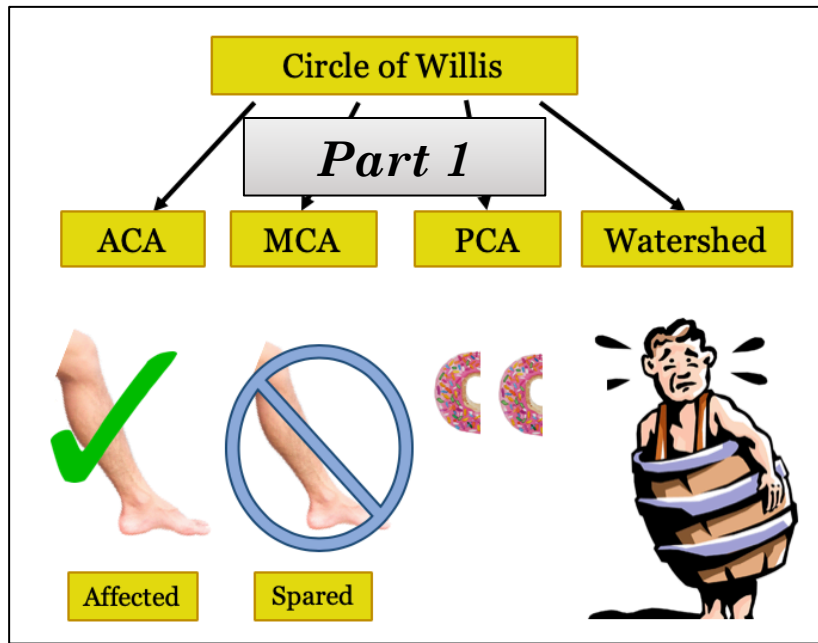 Circle of Willis
Part 1
ACA MCA PCA Watershed
Affected Spared